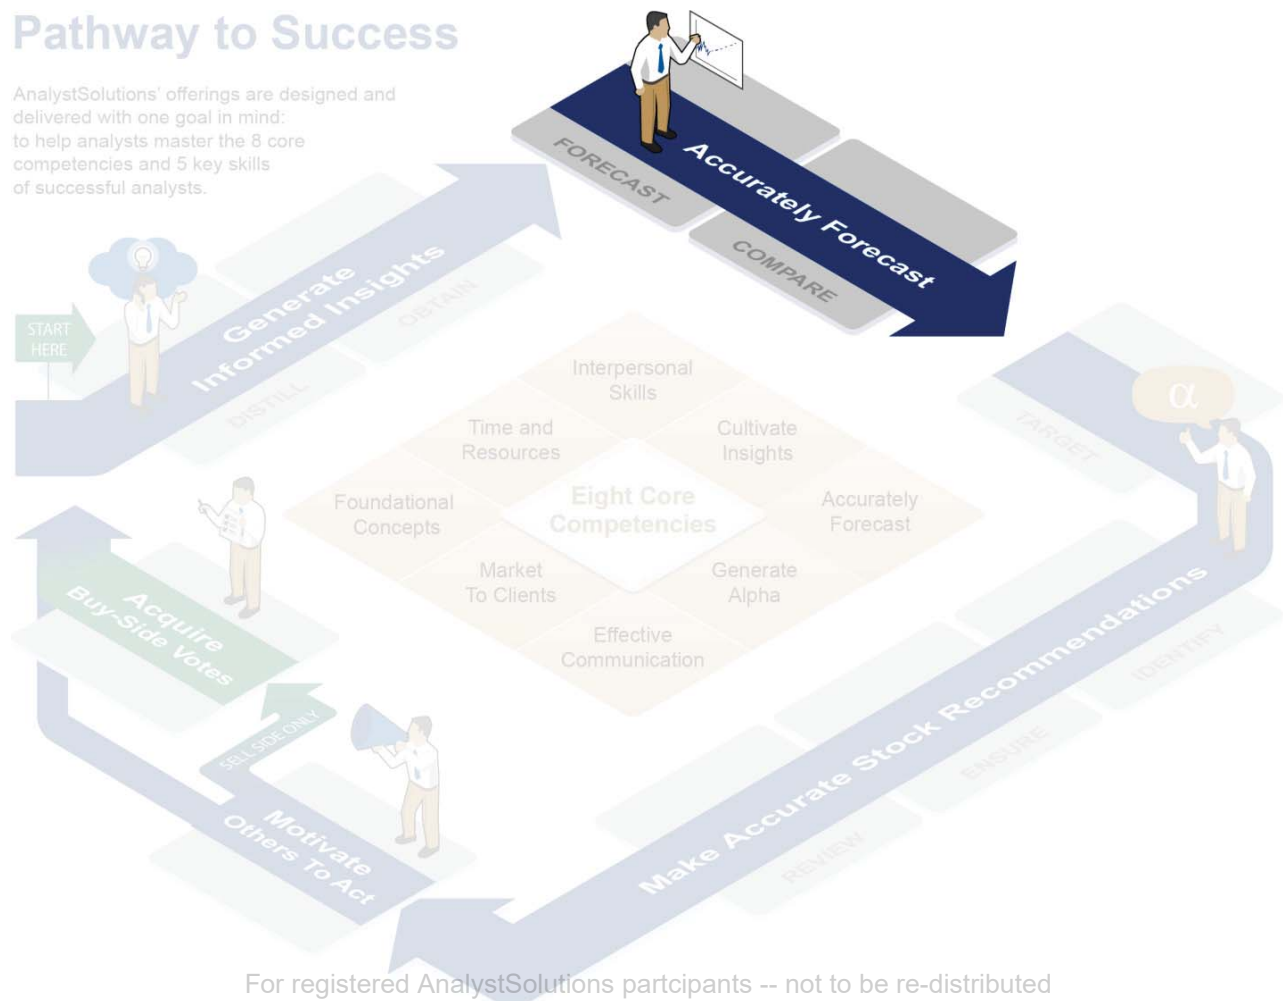 Pathway to Success
AnalystSolutions' offerings are designed and
delivered with one goal in mind:
to help analysts master the 8 core
competencies and 5 key skills
of successful analysts.
FORECAST
Accurately Forecast
COMPARE
START
HERE
Generate
Informed Insights
DISTILL
OBTAIN
Interpersonal
Skills
Time and
Resources
Cultivate
Insights
Foundational
Concepts
Eight Core
Competencies
Accurately
Forecast
Market
To Clients
Generate
Alpha
Effective
Communication
TARGET
α
Make Accurate Stock Recommendations
IDENTIFY
ENSURE
REVIEW
Acquire
Buy-Side Votes
SELL SIDE ONLY
Motivate
Others To Act
For registered AnalystSolutions partcipants -- not to be re-distributed